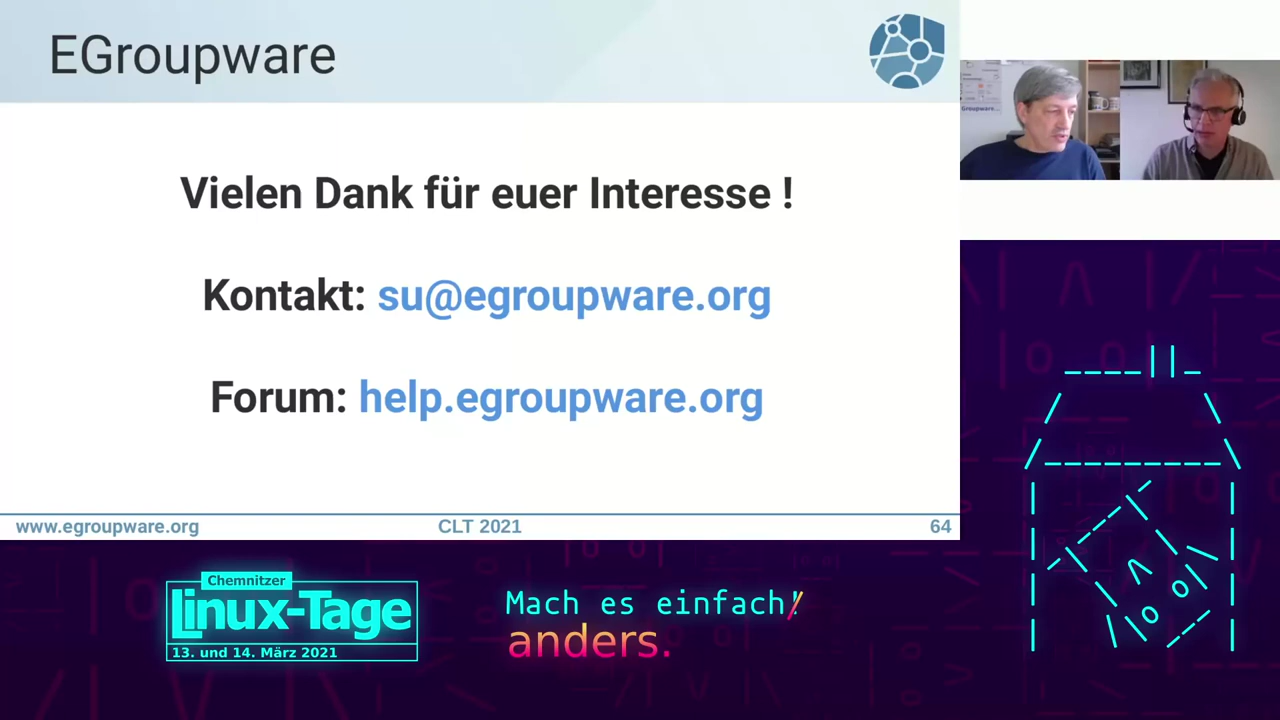 EGroupware
Vielen Dank für euer Interesse !
Kontakt: su@egroupware.org
Forum: help.egroupware.org
www.egroupware.org
CLT 2021
64
Groupware
Chemnitzer
Linux-Tage
13. und 14. März 2021
Mach es einfach!
anders.